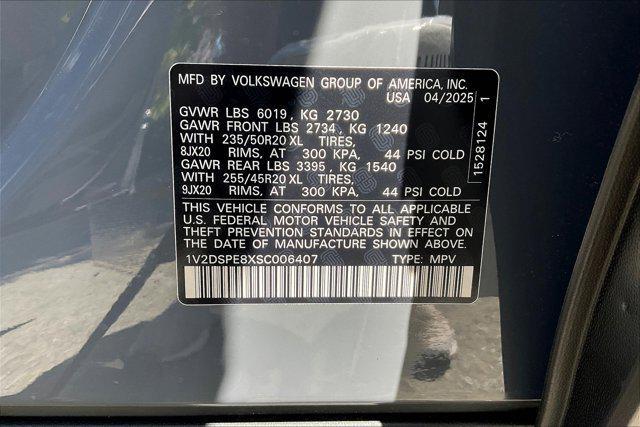 MFD BY VOLKSWAGEN GROUP OF AMERICA, INC.
USA 04/2025
GVWR LBS 6019, KG 2730
GAWR FRONT LBS 2734, KG 1240
WITH 235/50R20 XL TIRES,
8JX20 RIMS, AT 300 KPA, 44 PSI COLD
GAWR REAR LBS 3395, KG 1540
WITH 255/45R20 XL TIRES,
9JX20 RIMS, AT 300 KPA, 44 PSI COLD
THIS VEHICLE CONFORMS TO ALL APPLICABLE
U.S. FEDERAL MOTOR VEHICLE SAFETY AND
THEFT PREVENTION STANDARDS IN EFFECT ON
THE DATE OF MANUFACTURE SHOWN ABOVE.
1V2DSPE8XSC006407 TYPE: MPV
1528124 1